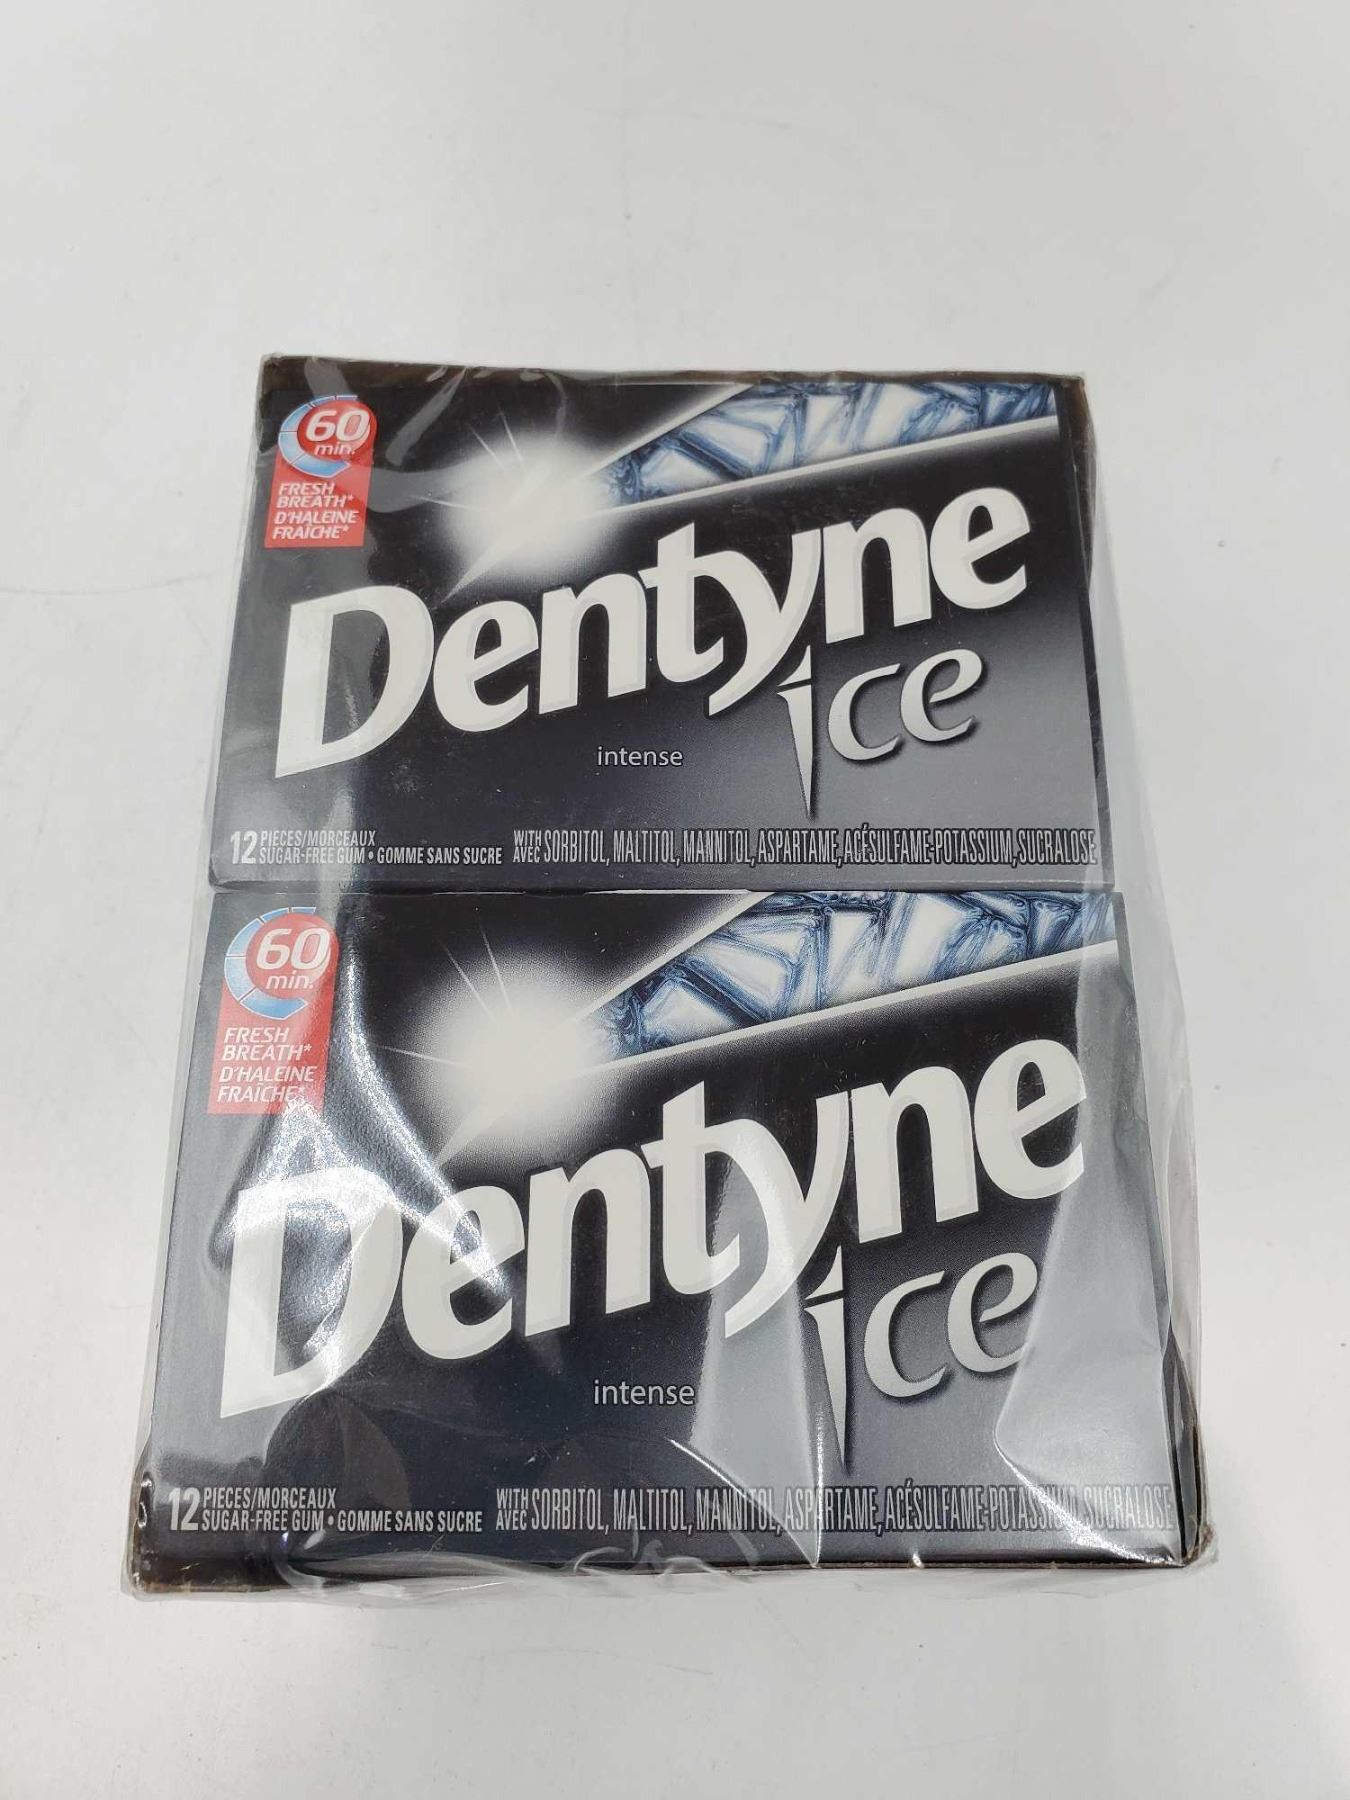 60
min.
FRESH
BREATH*
D'HALEINE
FRAÎCHE*
Dentyne
ice
intense
12 PIECES/MORCEAUX
SUGAR-FREE GUM • GOMME SANS SUCRE
WITH
AVEC SORBITOL, MALTITOL, MANNITOL, ASPARTAME, ACÉSULFAME-POTASSIUM, SUCRALOSE
60
min.
FRESH
BREATH*
D'HALEINE
FRAÎCHE*
Dentyne
ice
intense
12 PIECES/MORCEAUX
SUGAR-FREE GUM • GOMME SANS SUCRE
WITH
AVEC SORBITOL, MALTITOL, MANNITOL, ASPARTAME, ACÉSULFAME-POTASSIUM, SUCRALOSE